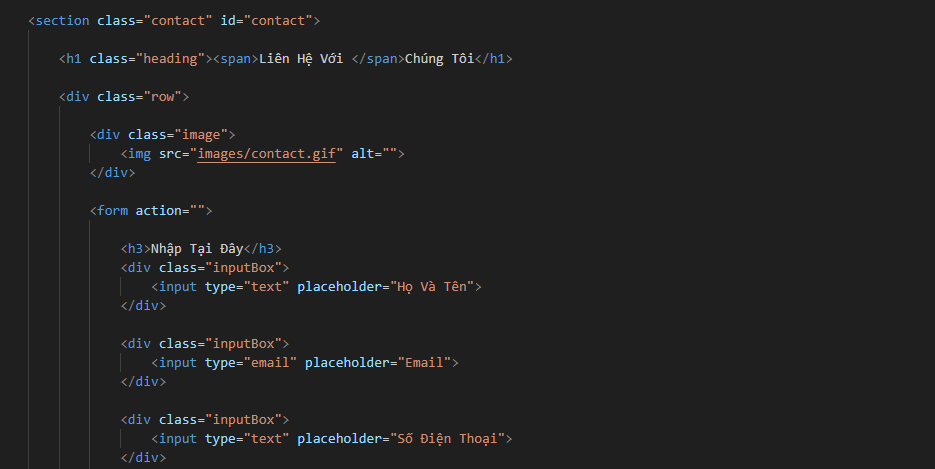 <section class="contact" id="contact">
<h1 class="heading"><span>Liên Hệ Với </span>Chúng Tôi</h1>
<div class="row">
<div class="image">
<img src="images/contact.gif" alt="">
</div>
<form action="">
<h3>Nhập Tại Đây</h3>
<div class="inputBox">
<input type="text" placeholder="Họ Và Tên">
</div>
<div class="inputBox">
<input type="email" placeholder="Email">
</div>
<div class="inputBox">
<input type="text" placeholder="Số Điện Thoại">
</div>